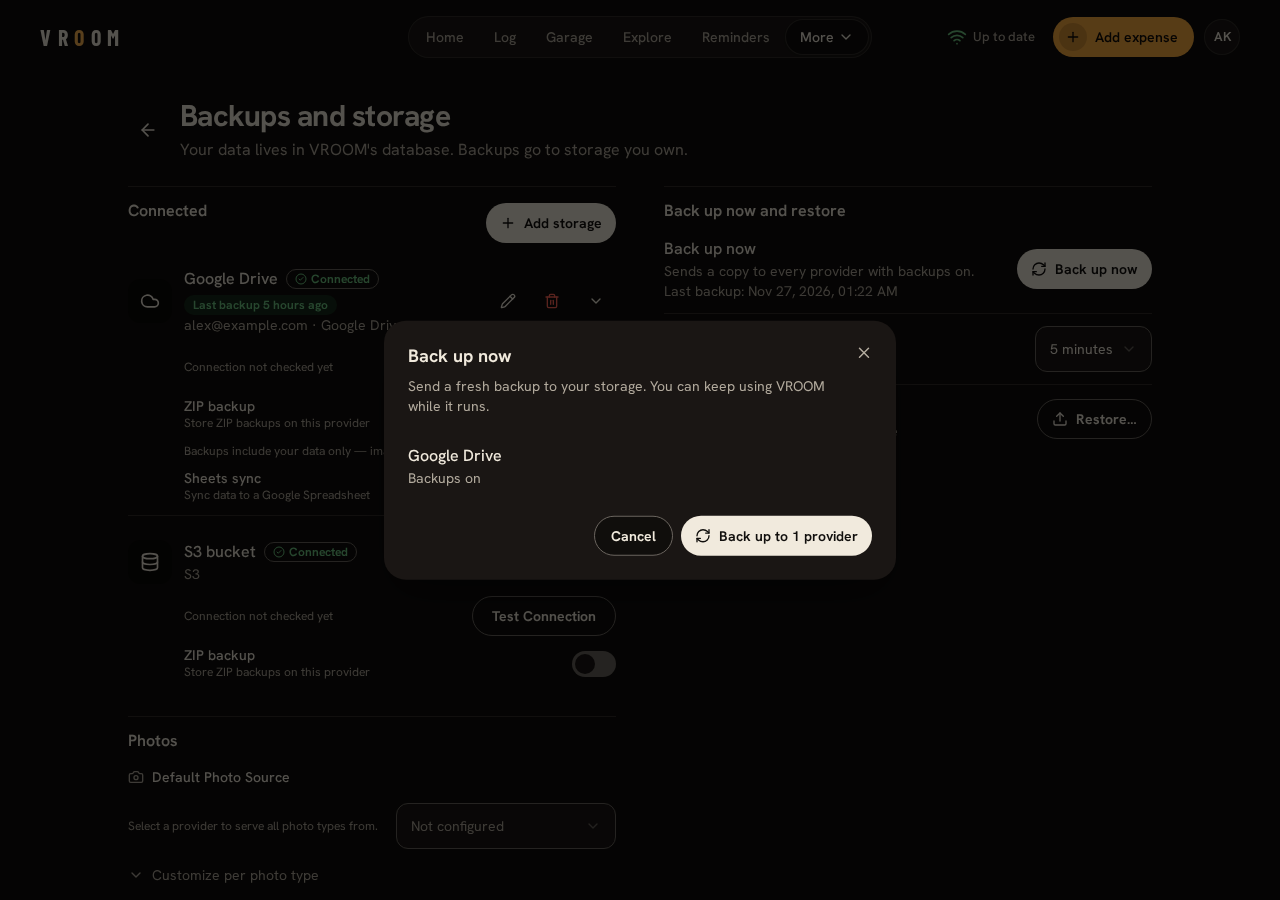 VROOM
Home
Log
Garage
Explore
Reminders
More
Up to date
Add expense
AK
Backups and storage
Your data lives in VROOM's database. Backups go to storage you own.
Connected
Add storage
Google Drive
Connected
Last backup 5 hours ago
alex@example.com · Google
Connection not checked yet
ZIP backup
Store ZIP backups on this provider
Backups include your data only —
Sheets sync
Sync data to a Google Spreadsheet
S3 bucket
Connected
S3
Connection not checked yet
Test Connection
ZIP backup
Store ZIP backups on this provider
Photos
Default Photo Source
Select a provider to serve all photo types from.
Not configured
Customize per photo type
Back up now and restore
Back up now
Sends a copy to every provider with backups on.
Last backup: Nov 27, 2026, 01:22 AM
Back up now
5 minutes
Restore...
Back up now
Send a fresh backup to your storage. You can keep using VROOM
while it runs.
Google Drive
Backups on
Cancel
Back up to 1 provider